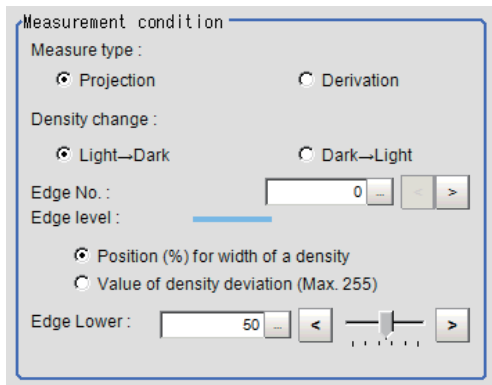 Measurement condition
Measure type :
Projection Derivation
Density change :
Light→Dark Dark→Light
Edge No. : 0 ... < >
Edge level :
Position (%) for width of a density
Value of density deviation (Max. 255)
Edge Lower : 50 ... < >